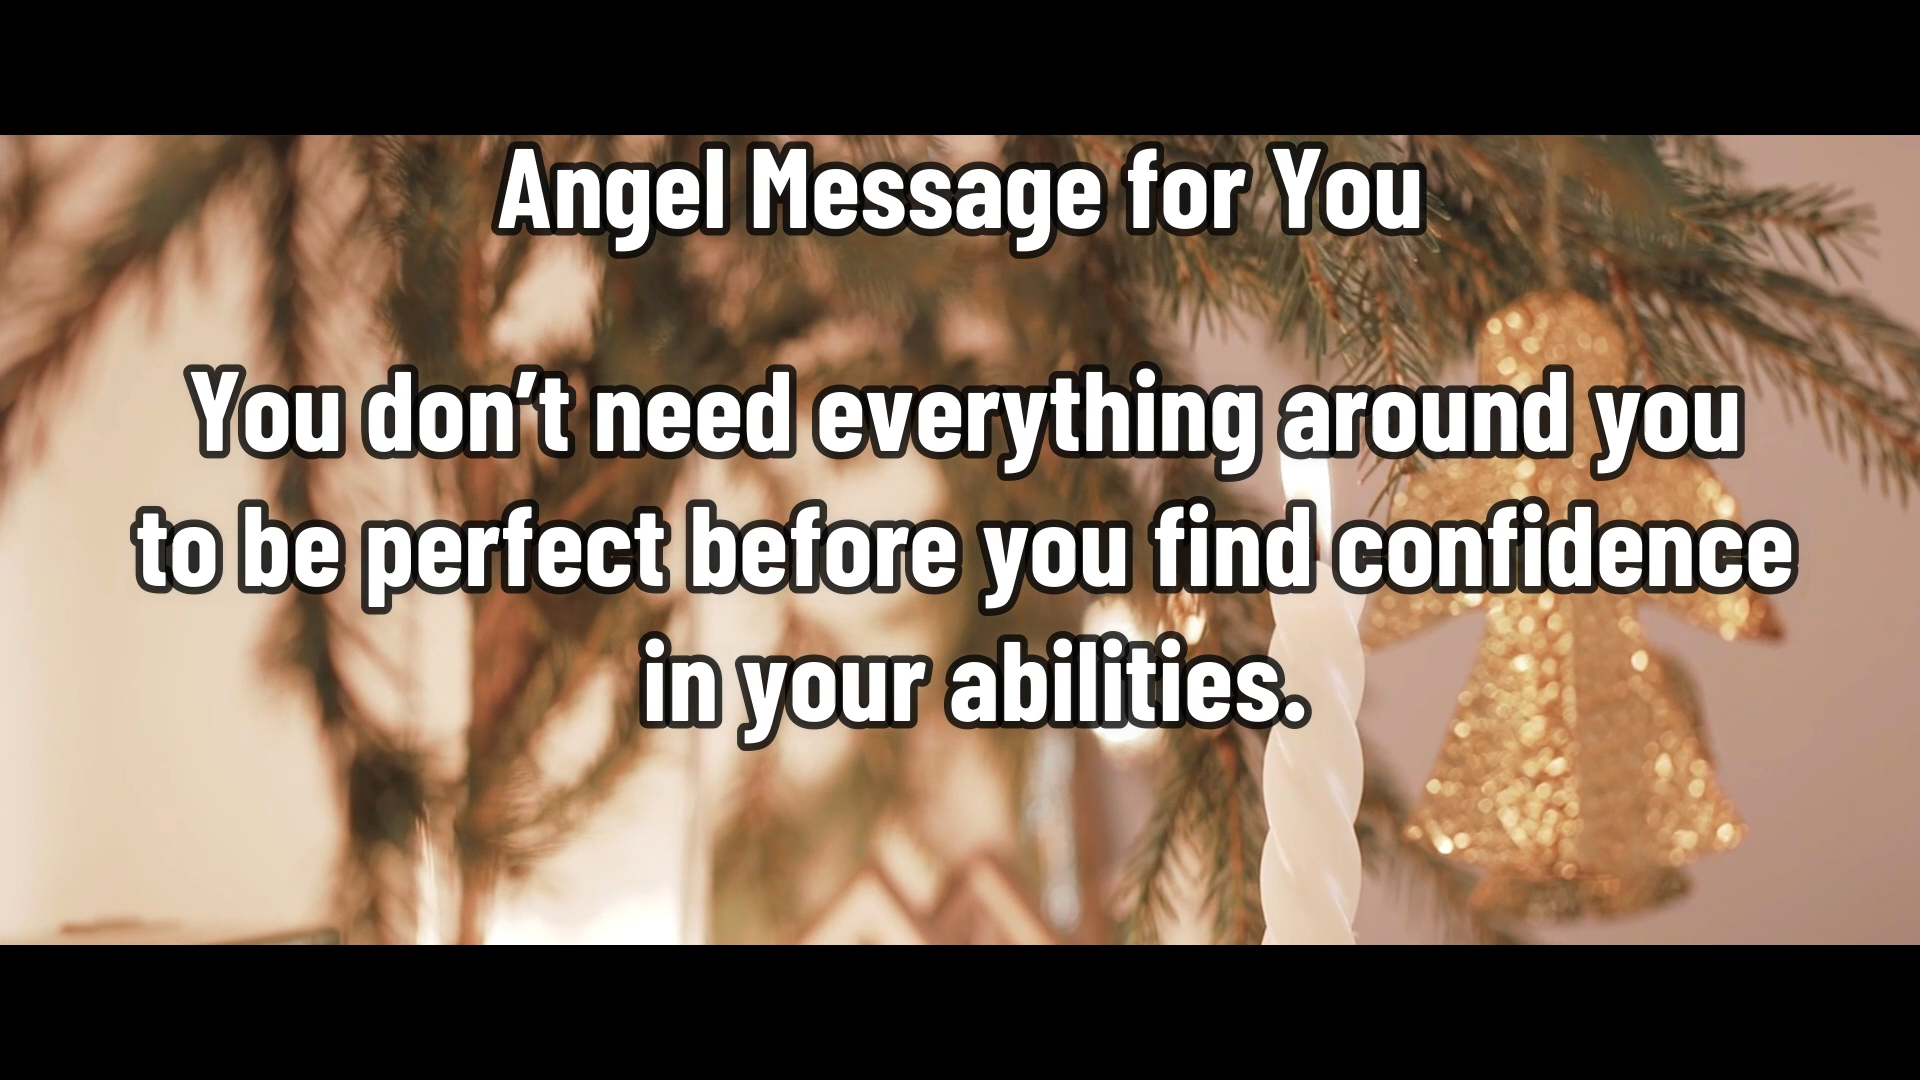 Angel Message for You
You don’t need everything around you
to be perfect before you find confidence
in your abilities.